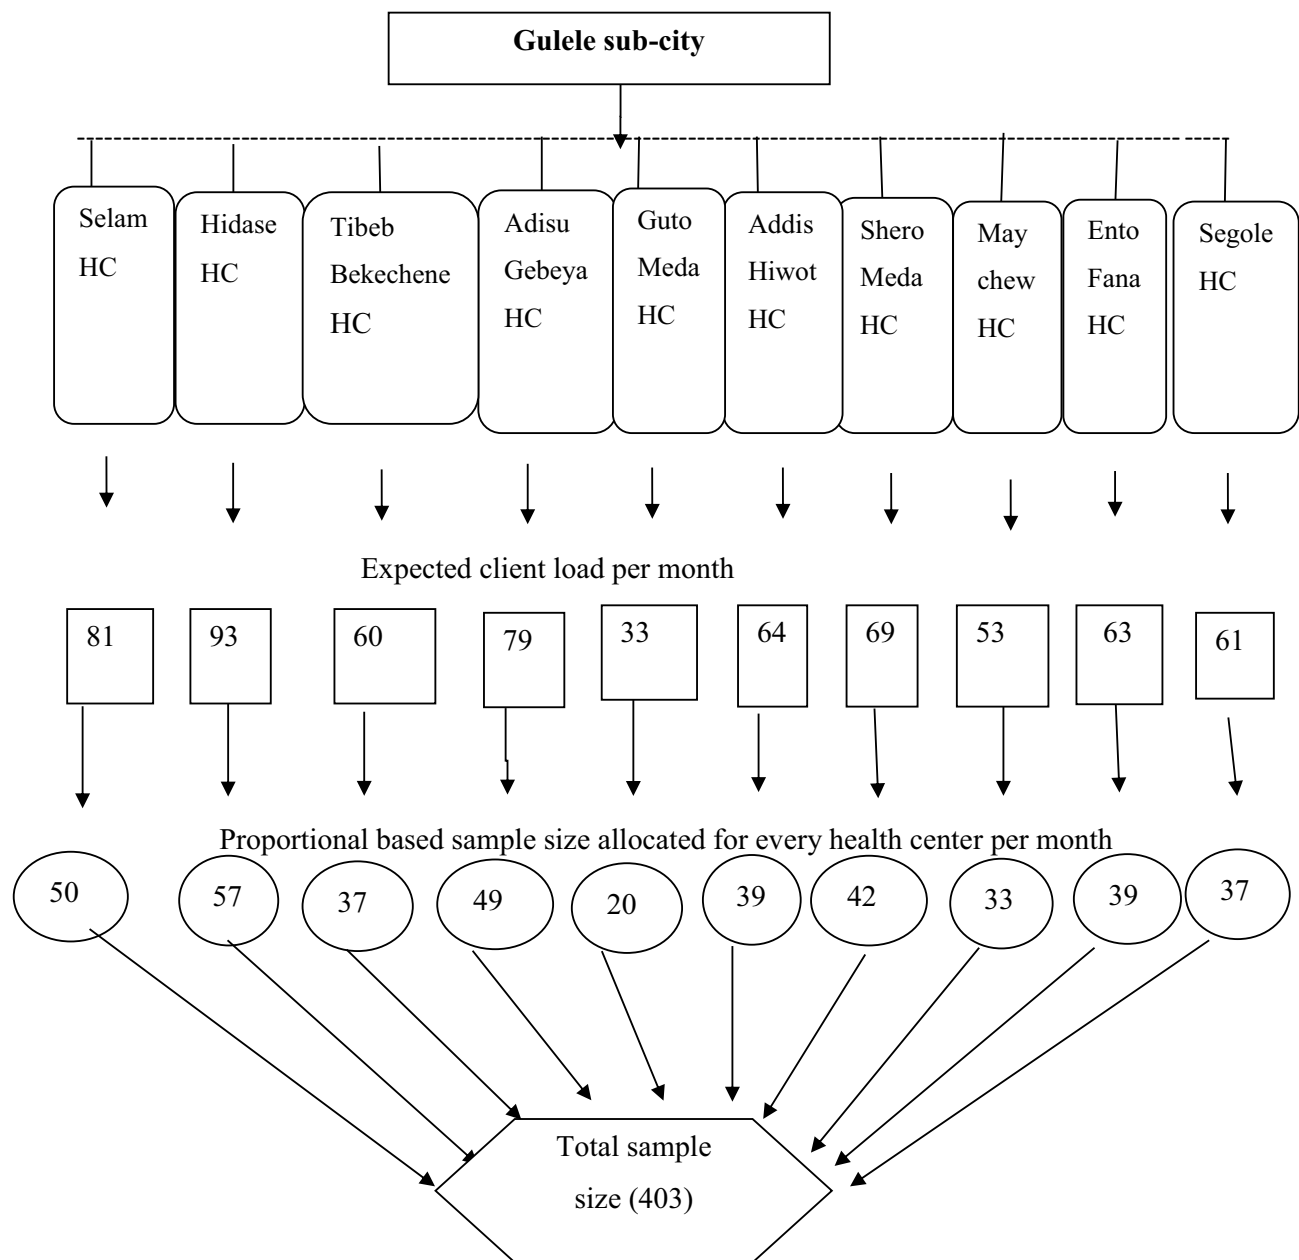 Gulele sub-city
Selam
HC
Hidase
HC
Tibeb
Bekechene
HC
Adisu
Gebeya
HC
Guto
Meda
HC
Addis
Hiwot
HC
Shero
Meda
HC
May
chew
HC
Ento
Fana
HC
Segole
HC
Expected client load per month
81
93
60
79
33
64
69
53
63
61
Proportional based sample size allocated for every health center per month
50
57
37
49
20
39
42
33
39
37
Total sample
size (403)